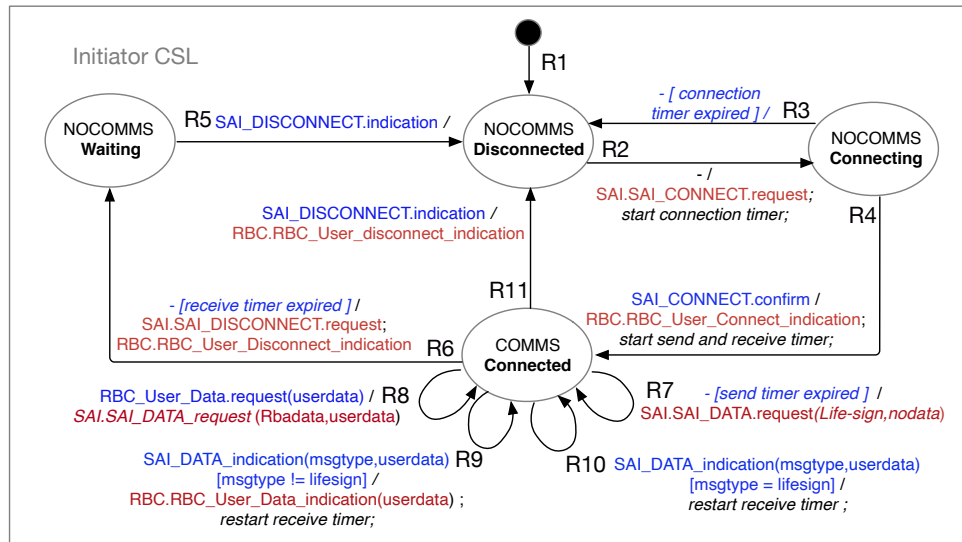 Initiator CSL
R1
R5 SAI_DISCONNECT.indication /
- [ connection
timer expired ] /
R3
NOCOMMS
Waiting
NOCOMMS
Disconnected
NOCOMMS
Connecting
R2
- /
SAI.SAI_CONNECT.request;
start connection timer;
R4
SAI_DISCONNECT.indication /
RBC.RBC_User_disconnect_indication
R11
- [receive timer expired ] /
SAI.SAI_DISCONNECT.request;
RBC.RBC_User_Disconnect_indication
R6
SAI_CONNECT.confirm /
RBC.RBC_User_Connect_indication;
start send and receive timer;
COMMS
Connected
RBC_User_Data.request(userdata) / R8
SAI.SAI_DATA_request (Rbadata,userdata)
R7
- [send timer expired ] /
SAI.SAI_DATA.request(Life-sign,nodata)
SAI_DATA_indication(msgtype,userdata) R9
[msgtype != lifesign] /
RBC.RBC_User_Data_indication(userdata) ;
restart receive timer;
R10 SAI_DATA_indication(msgtype,userdata)
[msgtype = lifesign] /
restart receive timer ;